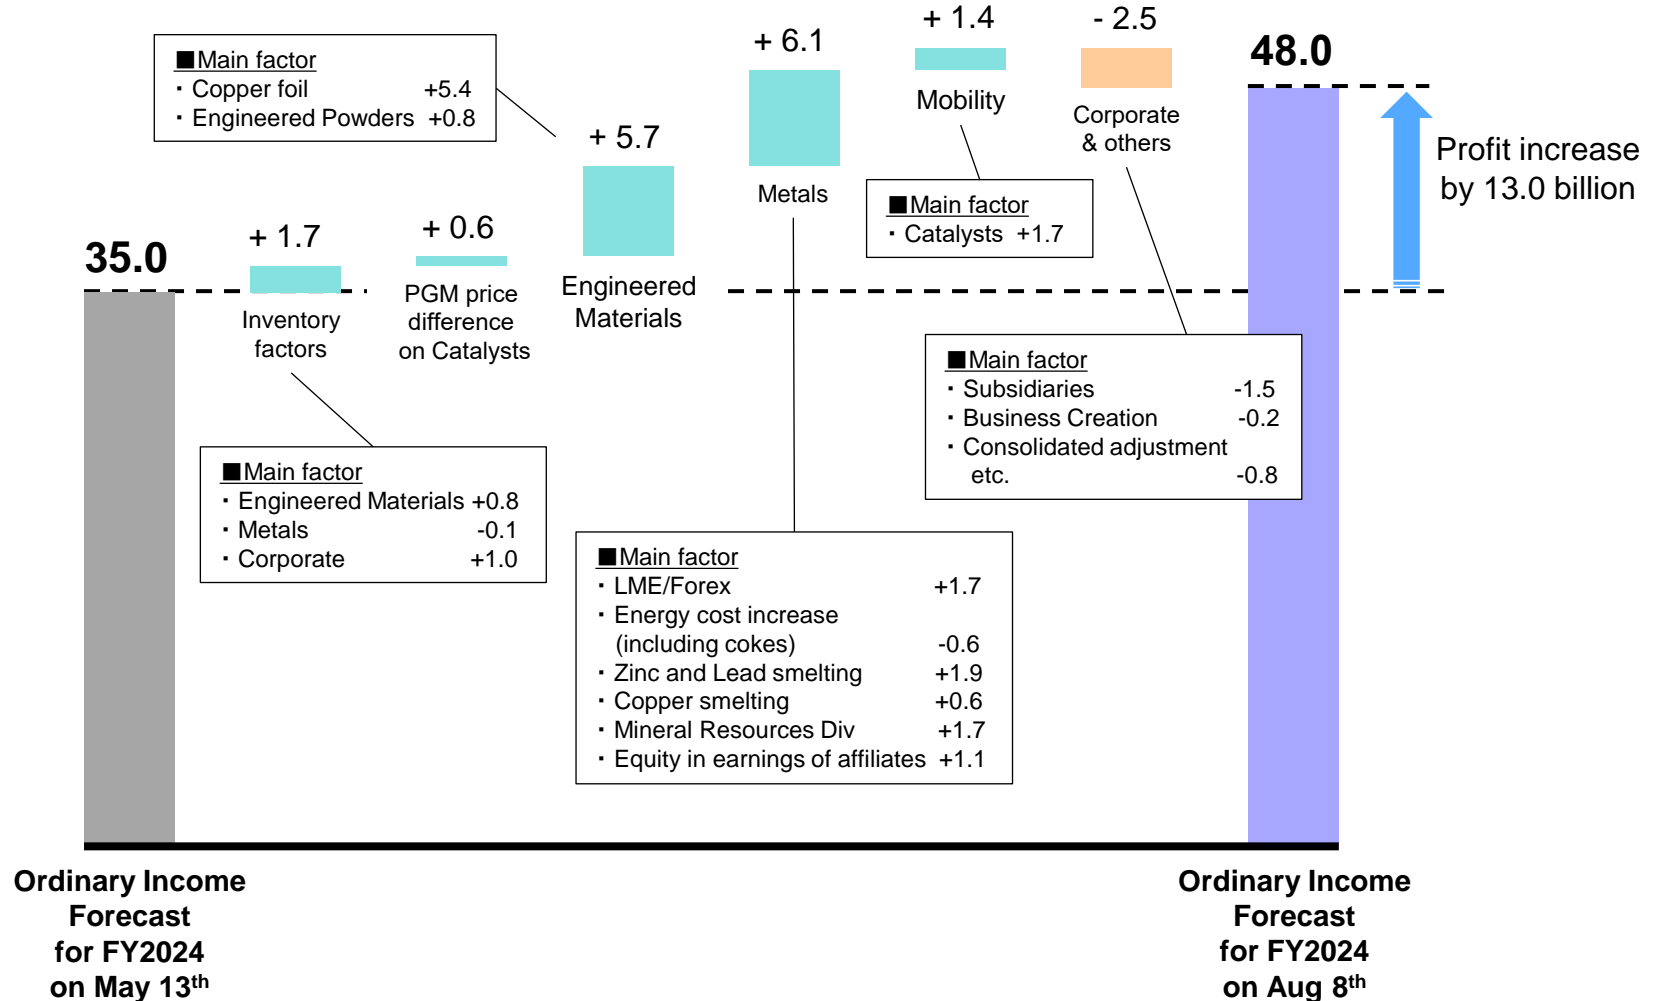 35.0
+ 1.7
Inventory
factors
■Main factor
・Engineered Materials +0.8
・Metals -0.1
・Corporate +1.0
+ 0.6
PGM price
difference
on Catalysts
■Main factor
・Copper foil +5.4
・Engineered Powders +0.8
+ 5.7
Engineered
Materials
+ 6.1
Metals
■Main factor
・LME/Forex +1.7
・Energy cost increase
(including cokes) -0.6
・Zinc and Lead smelting +1.9
・Copper smelting +0.6
・Mineral Resources Div +1.7
・Equity in earnings of affiliates +1.1
+ 1.4
Mobility
■Main factor
・Catalysts +1.7
- 2.5
Corporate
& others
■Main factor
・Subsidiaries -1.5
・Business Creation -0.2
・Consolidated adjustment
etc. -0.8
48.0
Profit increase
by 13.0 billion
Ordinary Income
Forecast
for FY2024
on May 13th
Ordinary Income
Forecast
for FY2024
on Aug 8th